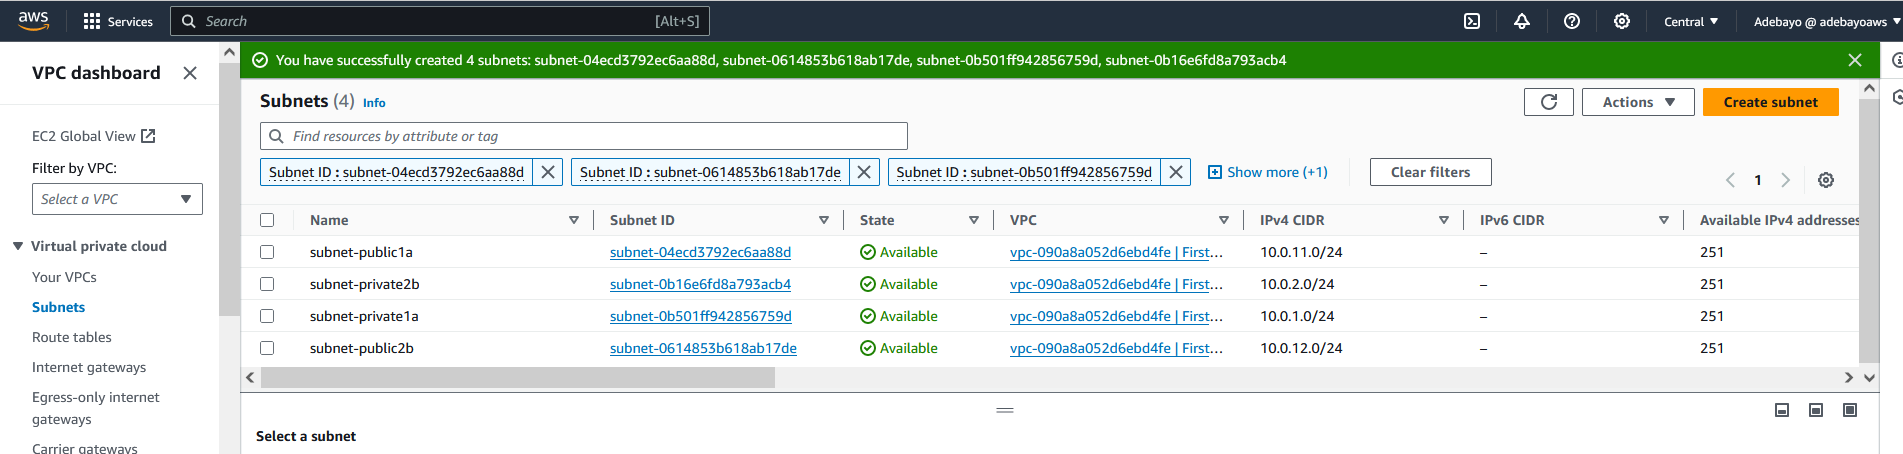 aws Services Search [Alt+S] Central Adebayo @ adebayoaws
VPC dashboard
EC2 Global View
Filter by VPC:
Select a VPC
Virtual private cloud
Your VPCs
Subnets
Route tables
Internet gateways
Egress-only internet
gateways
Carrier gateways
You have successfully created 4 subnets: subnet-04ecd3792ec6aa88d, subnet-0614853b618ab17de, subnet-0b501ff942856759d, subnet-0b16e6fd8a793acb4
Subnets (4) Info Actions Create subnet
Find resources by attribute or tag
Subnet ID : subnet-04ecd3792ec6aa88d Subnet ID : subnet-0614853b618ab17de Subnet ID : subnet-0b501ff942856759d Show more (+1) Clear filters
1
Name Subnet ID State VPC IPv4 CIDR IPv6 CIDR Available IPv4 addresses
subnet-public1a subnet-04ecd3792ec6aa88d Available vpc-090a8a052d6ebd4fe | First... 10.0.11.0/24 – 251
subnet-private2b subnet-0b16e6fd8a793acb4 Available vpc-090a8a052d6ebd4fe | First... 10.0.2.0/24 – 251
subnet-private1a subnet-0b501ff942856759d Available vpc-090a8a052d6ebd4fe | First... 10.0.1.0/24 – 251
subnet-public2b subnet-0614853b618ab17de Available vpc-090a8a052d6ebd4fe | First... 10.0.12.0/24 – 251
Select a subnet